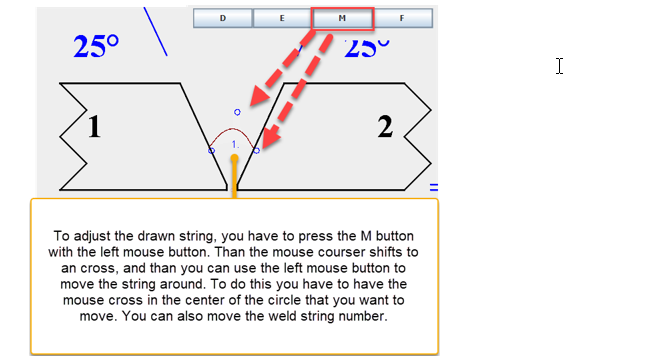 D E M F
25° 25°
1 2
1.
=
To adjust the drawn string, you have to press the M button
with the left mouse button. Than the mouse courser shifts to
an cross, and than you can use the left mouse button to
move the string around. To do this you have to have the
mouse cross in the center of the circle that you want to
move. You can also move the weld string number.